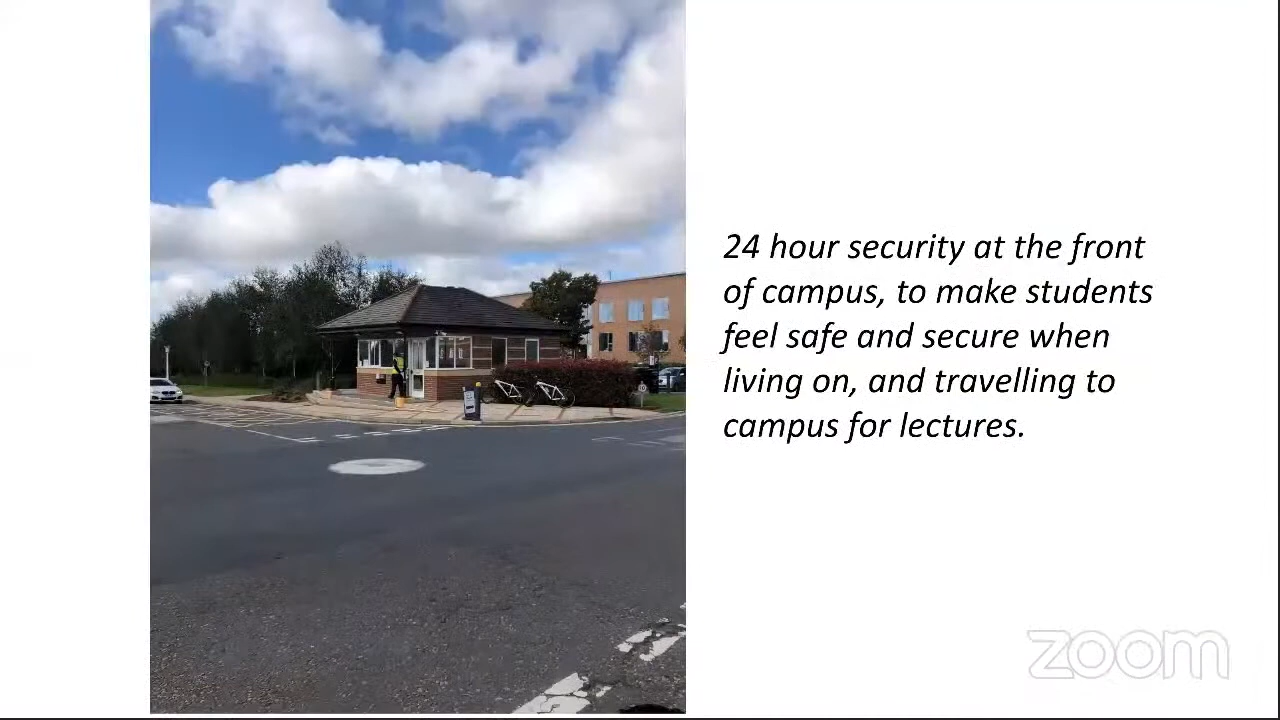 24 hour security at the front
of campus, to make students
feel safe and secure when
living on, and travelling to
campus for lectures.
zoom